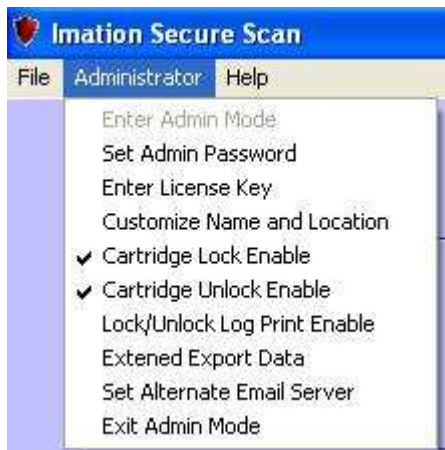 Imation Secure Scan
File Administrator Help
Enter Admin Mode
Set Admin Password
Enter License Key
Customize Name and Location
Cartridge Lock Enable
Cartridge Unlock Enable
Lock/Unlock Log Print Enable
Extened Export Data
Set Alternate Email Server
Exit Admin Mode